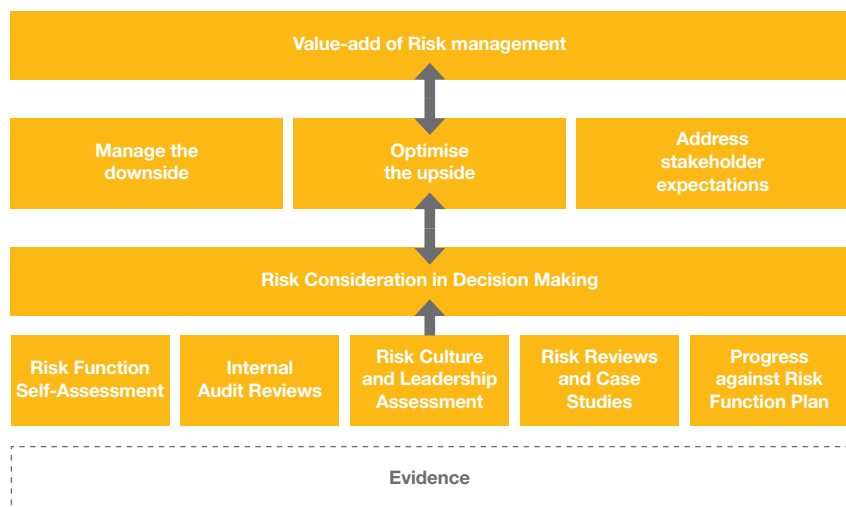 Value-add of Risk management
Manage the
downside
Optimise
the upside
Address
stakeholder
expectations
Risk Consideration in Decision Making
Risk Function
Self-Assessment
Internal
Audit Reviews
Risk Culture
and Leadership
Assessment
Risk Reviews
and Case
Studies
Progress
against Risk
Function Plan
Evidence